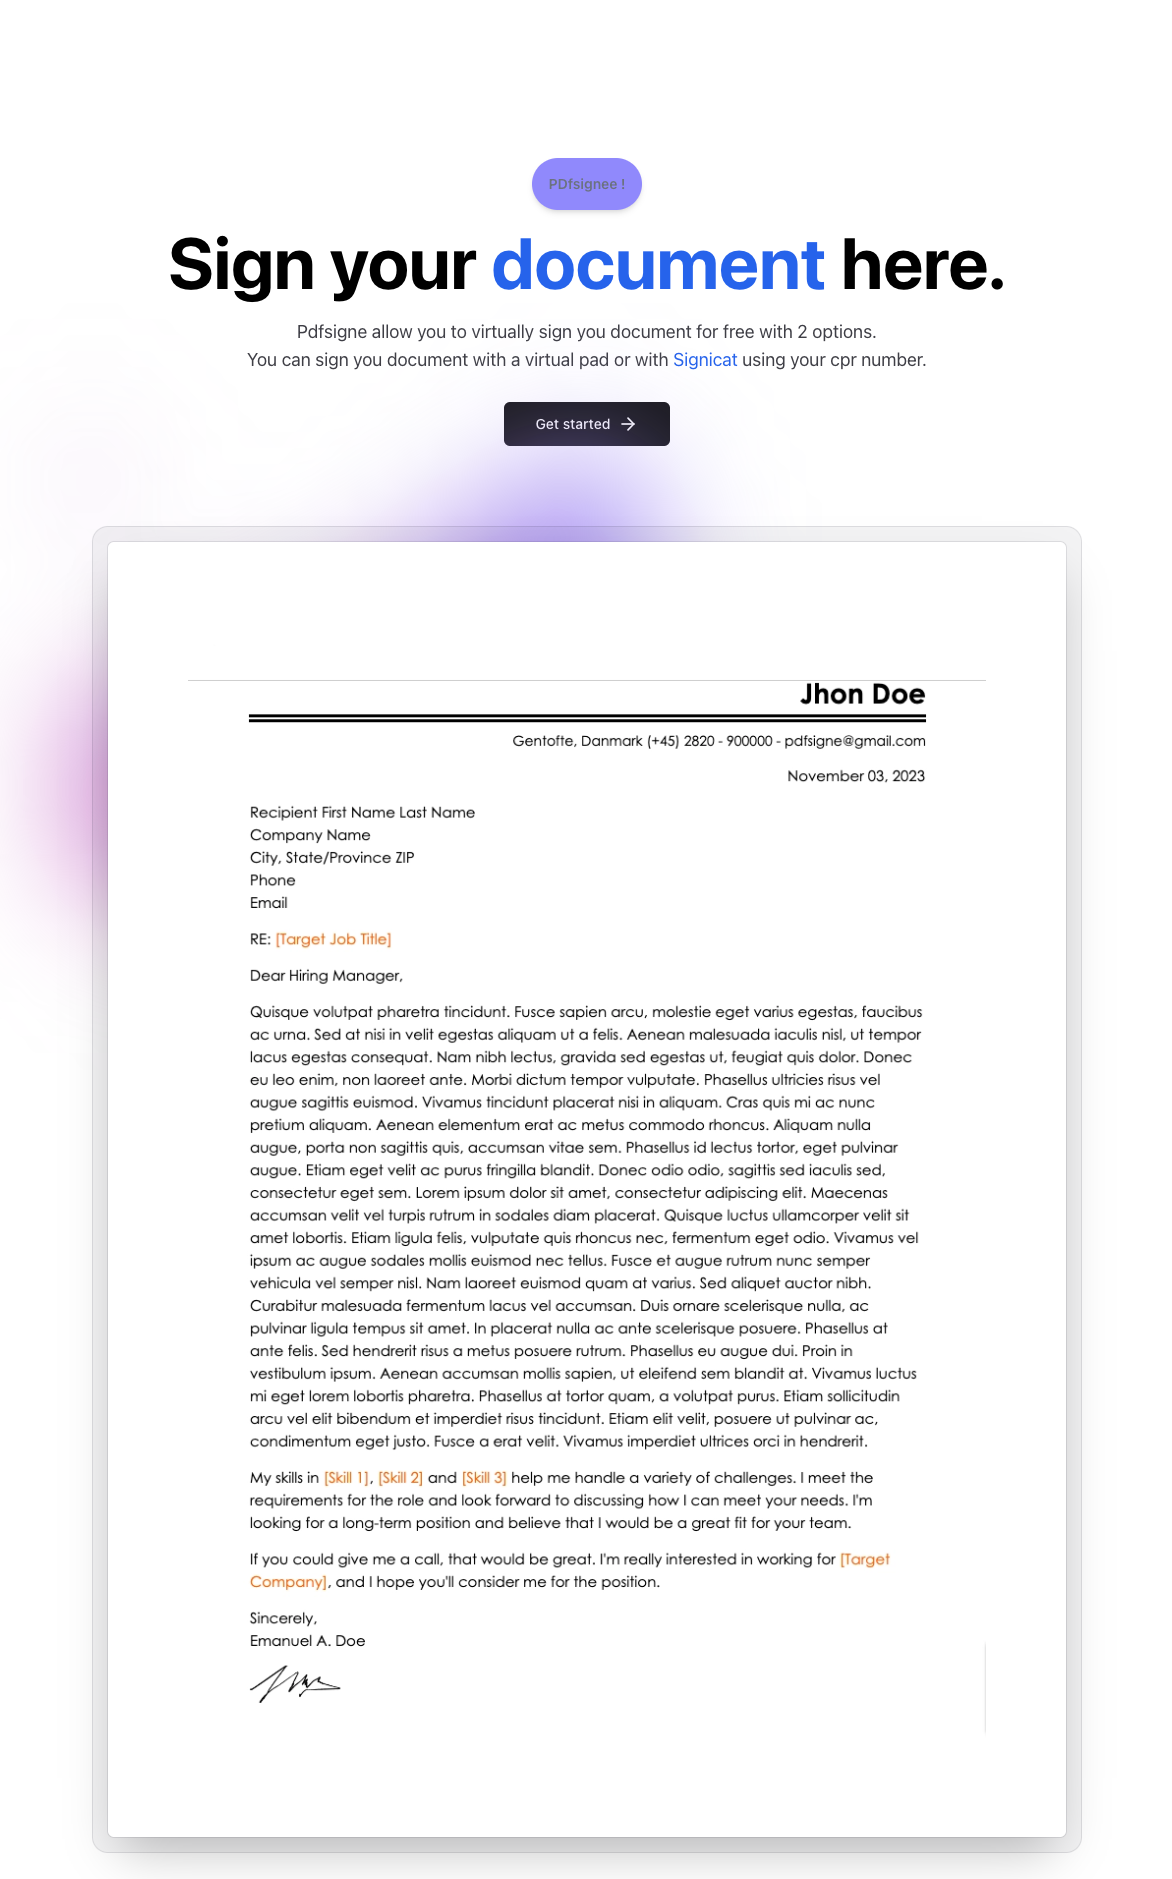 PDfsignee !
Sign your document here.
Pdfsigne allow you to virtually sign you document for free with 2 options.
You can sign you document with a virtual pad or with Signicat using your cpr number.
Get started
Jhon Doe
Gentofte, Danmark (+45) 2820 - 900000 - pdfsigne@gmail.com
November 03, 2023
Recipient First Name Last Name
Company Name
City, State/Province ZIP
Phone
Email
RE: [Target Job Title]
Dear Hiring Manager,
Quisque volutpat pharetra tincidunt. Fusce sapien arcu, molestie eget varius egestas, faucibus
ac urna. Sed at nisi in velit egestas aliquam ut a felis. Aenean malesuada iaculis nisl, ut tempor
lacus egestas consequat. Nam nibh lectus, gravida sed egestas ut, feugiat quis dolor. Donec
eu leo enim, non laoreet ante. Morbi dictum tempor vulputate. Phasellus ultricies risus vel
augue sagittis euismod. Vivamus tincidunt placerat nisi in aliquam. Cras quis mi ac nunc
pretium aliquam. Aenean elementum erat ac metus commodo rhoncus. Aliquam nulla
augue, porta non sagittis quis, accumsan vitae sem. Phasellus id lectus tortor, eget pulvinar
augue. Etiam eget velit ac purus fringilla blandit. Donec odio odio, sagittis sed iaculis sed,
consectetur eget sem. Lorem ipsum dolor sit amet, consectetur adipiscing elit. Maecenas
accumsan velit vel turpis rutrum in sodales diam placerat. Quisque luctus ullamcorper velit sit
amet lobortis. Etiam ligula felis, vulputate quis rhoncus nec, fermentum eget odio. Vivamus vel
ipsum ac augue sodales mollis euismod nec tellus. Fusce et augue rutrum nunc semper
vehicula vel semper nisl. Nam laoreet euismod quam at varius. Sed aliquet auctor nibh.
Curabitur malesuada fermentum lacus vel accumsan. Duis ornare scelerisque nulla, ac
pulvinar ligula tempus sit amet. In placerat nulla ac ante scelerisque posuere. Phasellus at
ante felis. Sed hendrerit risus a metus posuere rutrum. Phasellus eu augue dui. Proin in
vestibulum ipsum. Aenean accumsan mollis sapien, ut eleifend sem blandit at. Vivamus luctus
mi eget lorem lobortis pharetra. Phasellus at tortor quam, a volutpat purus. Etiam sollicitudin
arcu vel elit bibendum et imperdiet risus tincidunt. Etiam elit velit, posuere ut pulvinar ac,
condimentum eget justo. Fusce a erat velit. Vivamus imperdiet ultrices orci in hendrerit.
My skills in [Skill 1], [Skill 2] and [Skill 3] help me handle a variety of challenges. I meet the
requirements for the role and look forward to discussing how I can meet your needs. I'm
looking for a long-term position and believe that I would be a great fit for your team.
If you could give me a call, that would be great. I'm really interested in working for [Target
Company], and I hope you'll consider me for the position.
Sincerely,
Emanuel A. Doe